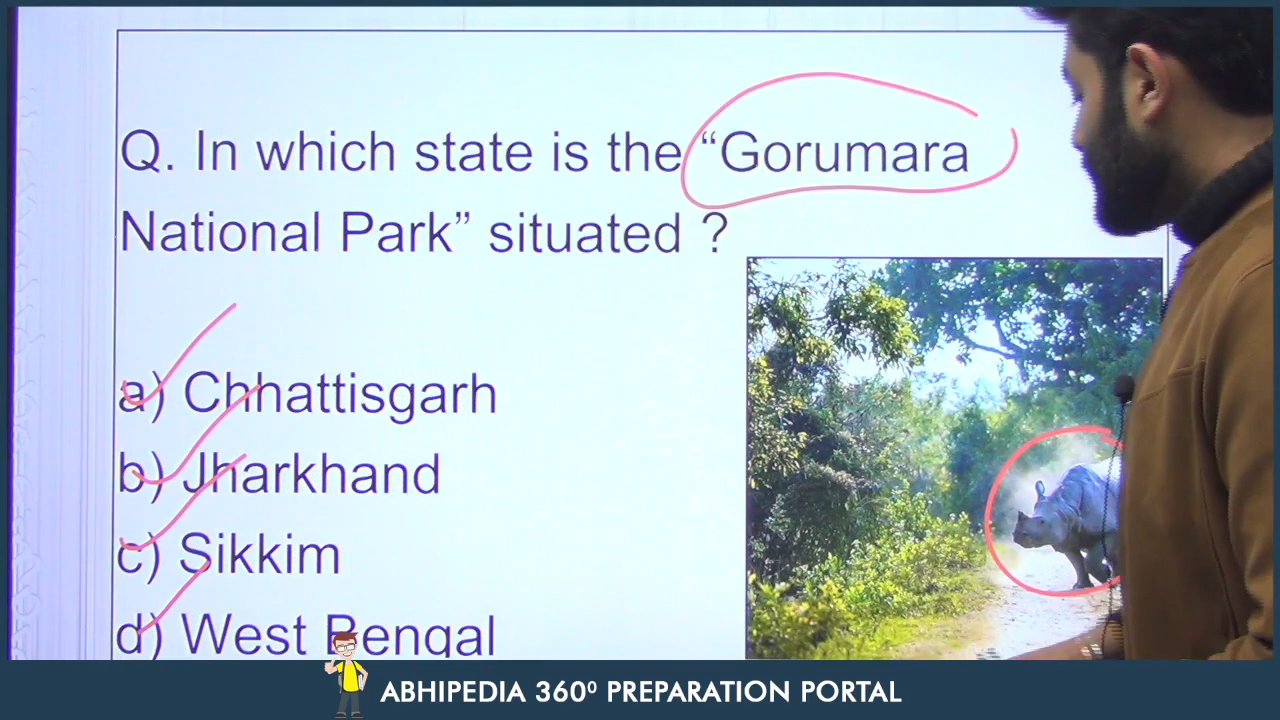 Q. In which state is the “Gorumara
National Park” situated ?
a) Chhattisgarh
b) Jharkhand
c) Sikkim
d) West Bengal
ABHIPEDIA 360⁰ PREPARATION PORTAL